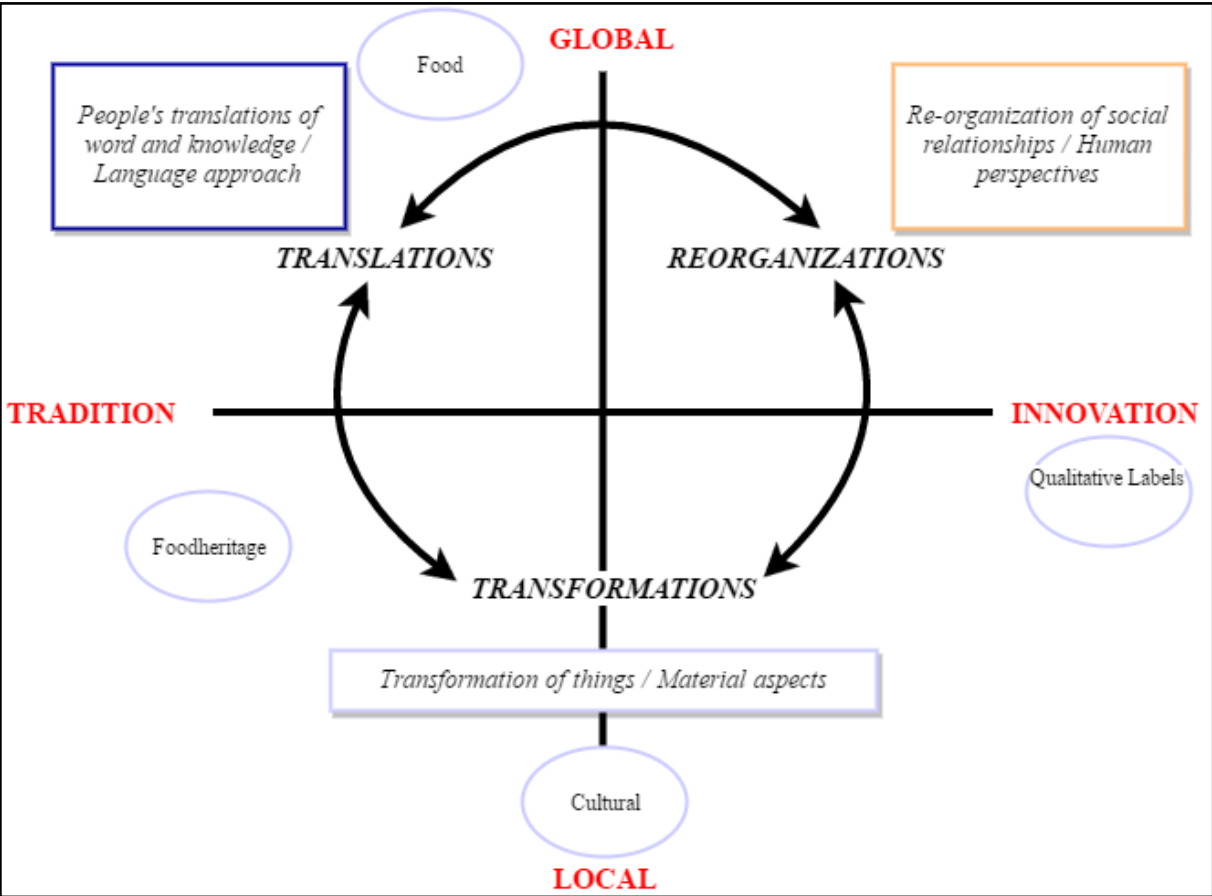 GLOBAL
Food
People's translations of
word and knowledge /
Language approach
Re-organization of social
relationships / Human
perspectives
TRANSLATIONS
REORGANIZATIONS
TRADITION
INNOVATION
Qualitative Labels
Foodheritage
TRANSFORMATIONS
Transformation of things / Material aspects
Cultural
LOCAL